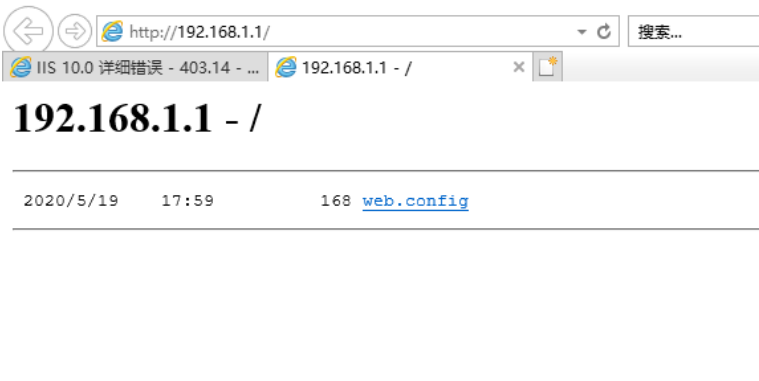 http://192.168.1.1/
搜索...
IIS 10.0 详细错误 - 403.14 - ...
192.168.1.1 - /
192.168.1.1 - /
2020/5/19 17:59 168 web.config